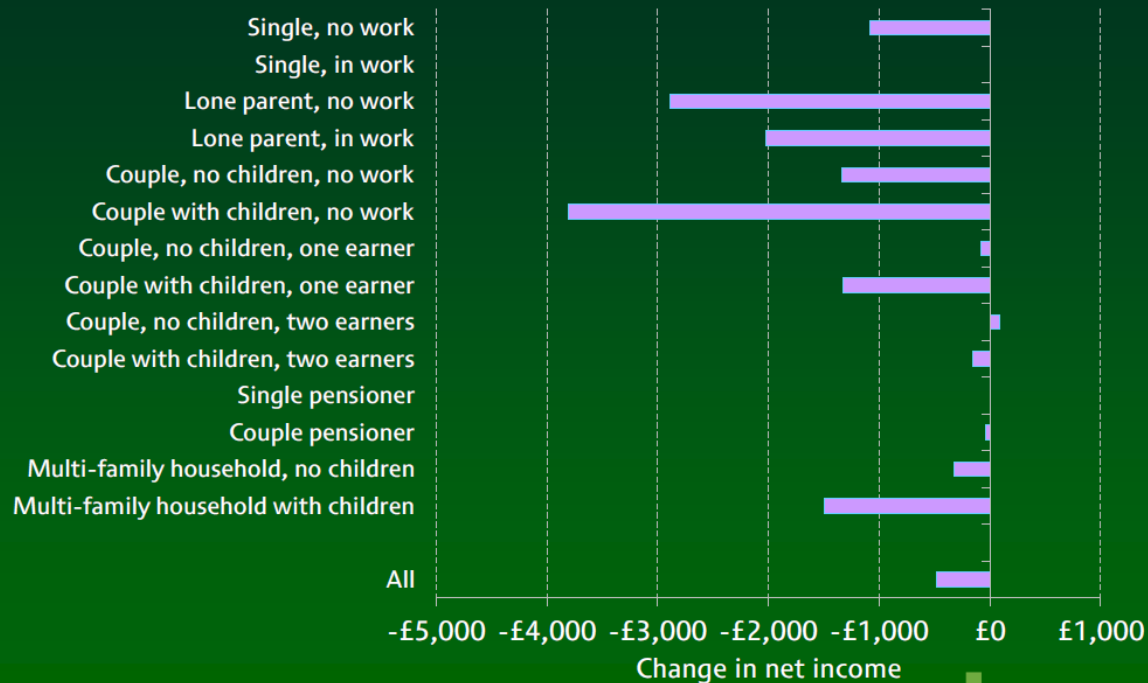 Single, no work
Single, in work
Lone parent, no work
Lone parent, in work
Couple, no children, no work
Couple with children, no work
Couple, no children, one earner
Couple with children, one earner
Couple, no children, two earners
Couple with children, two earners
Single pensioner
Couple pensioner
Multi-family household, no children
Multi-family household with children
All
-£5,000 -£4,000 -£3,000 -£2,000 -£1,000 £0 £1,000
Change in net income